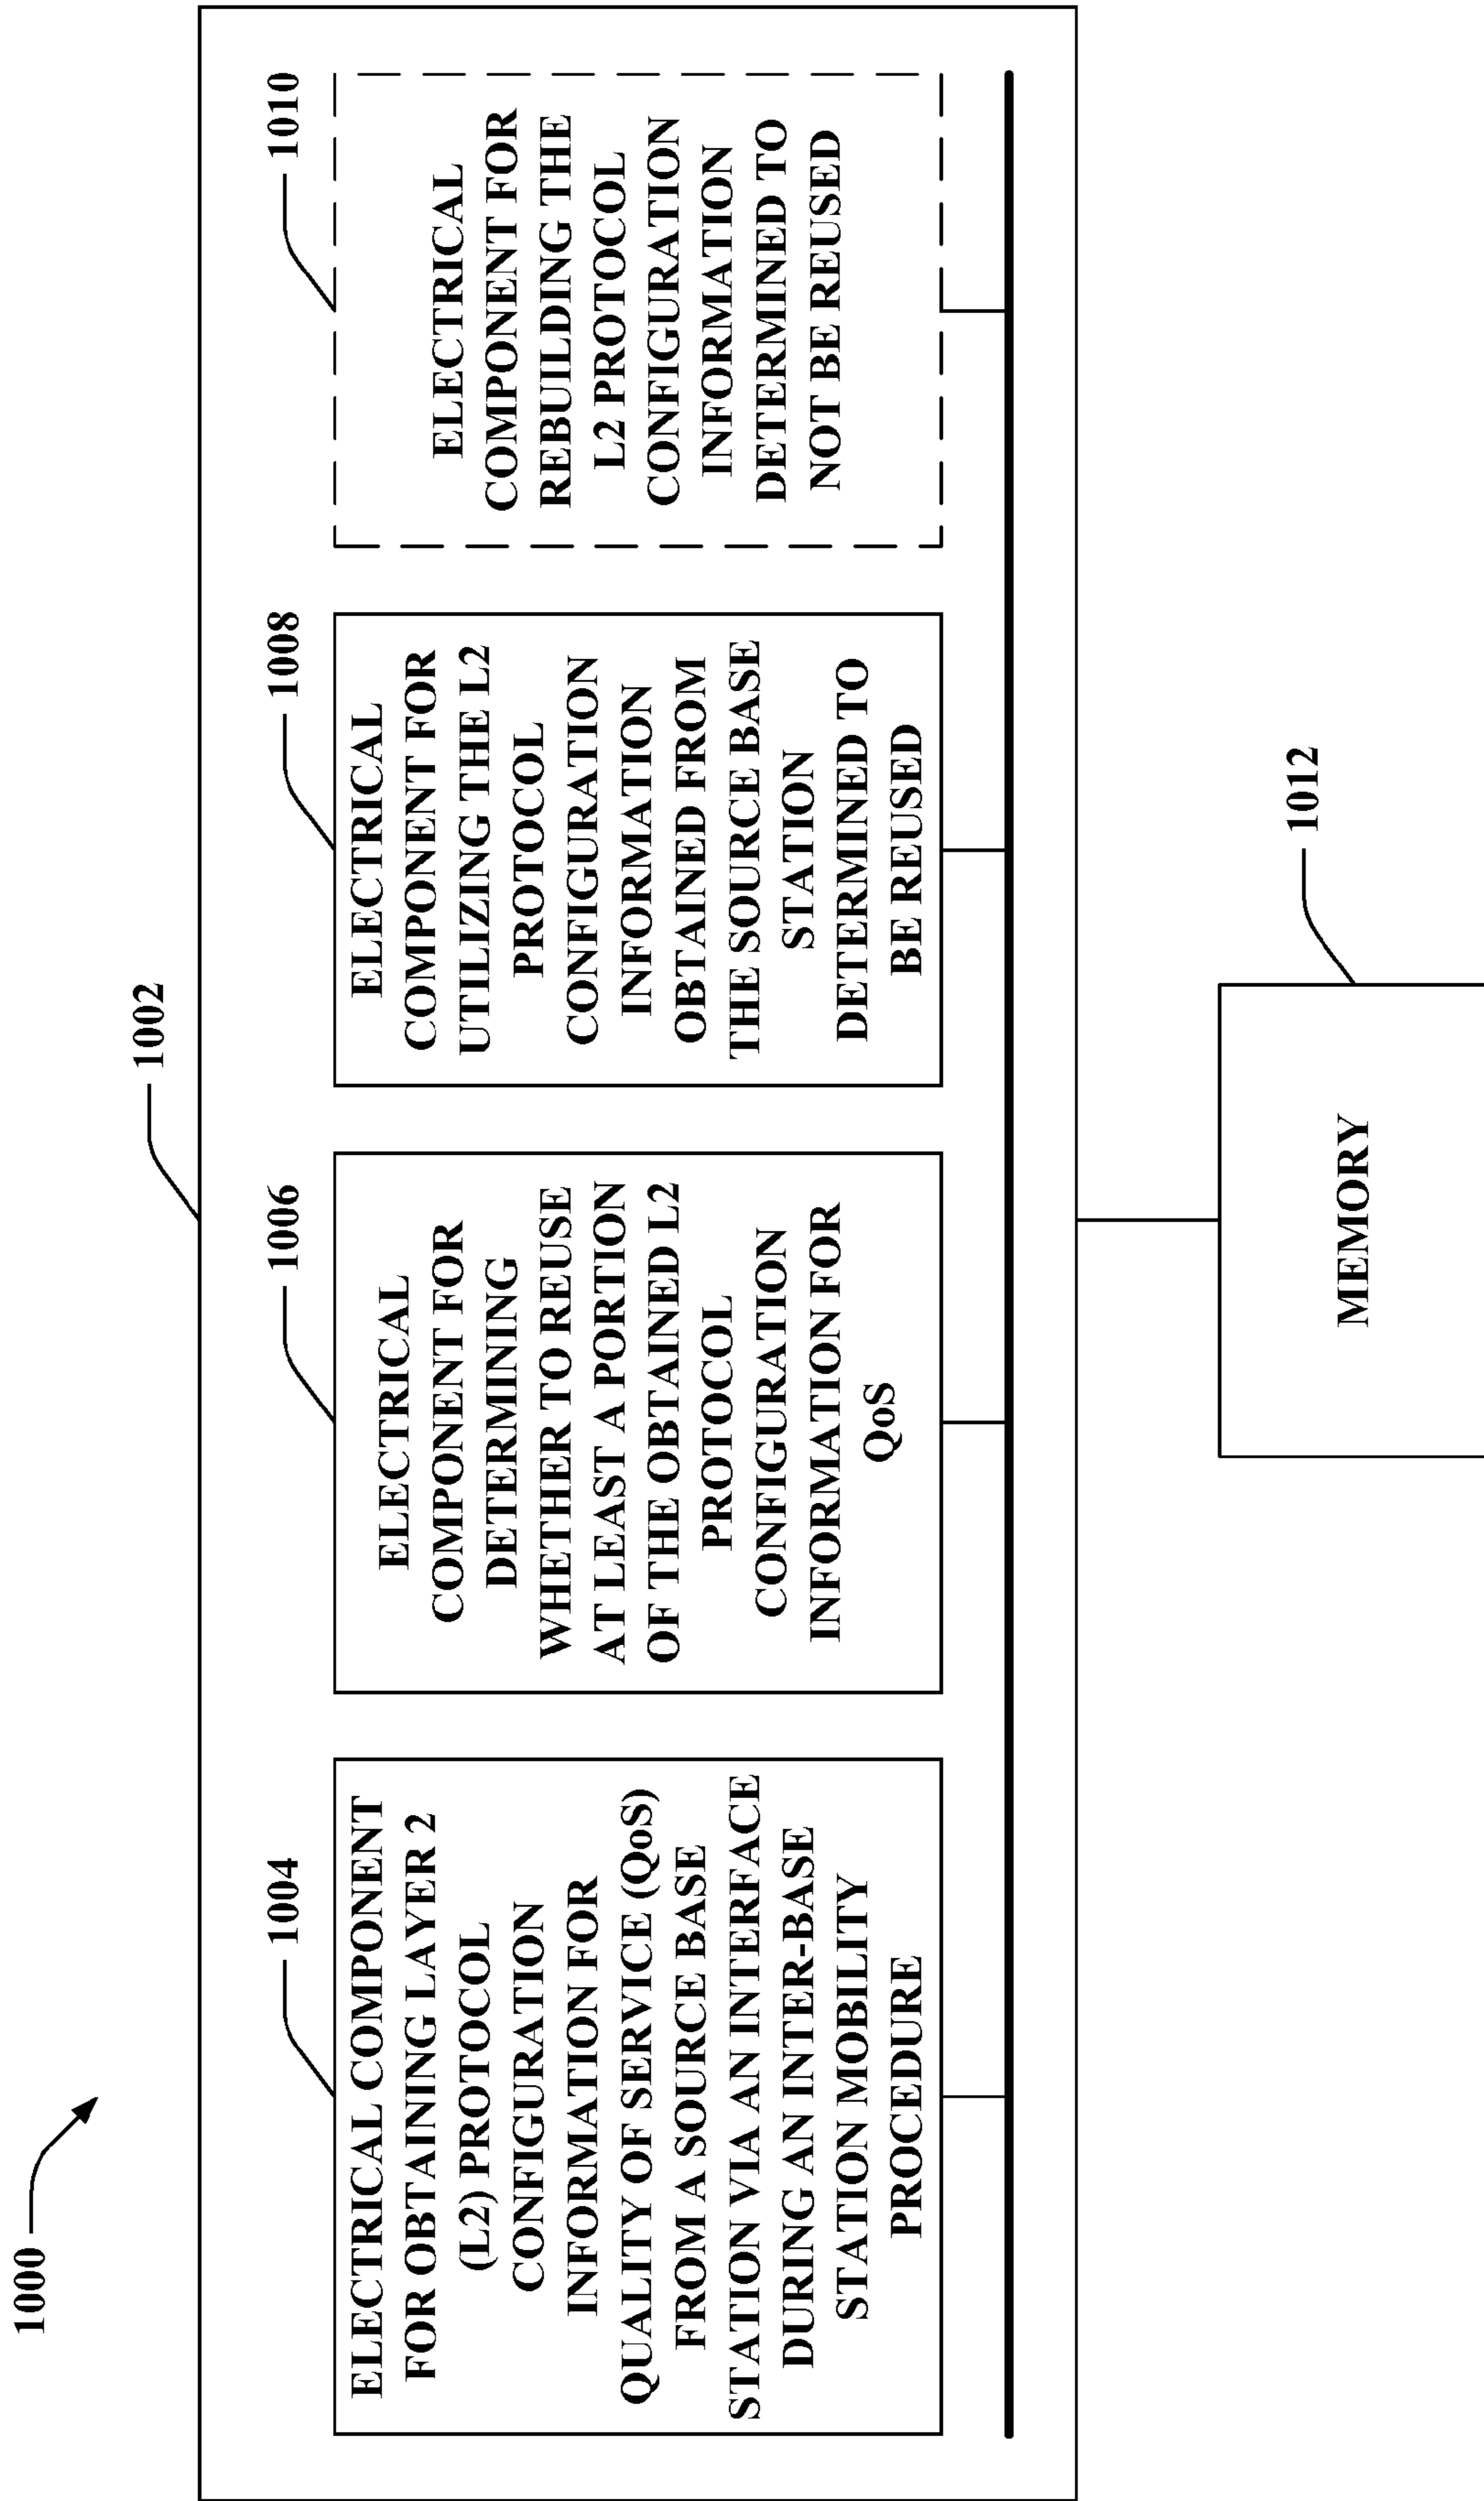 1000
1002
1004
ELECTRICAL COMPONENT
FOR OBTAINING LAYER 2
(L2) PROTOCOL
CONFIGURATION
INFORMATION FOR
QUALITY OF SERVICE (QoS)
FROM A SOURCE BASE
STATION VIA AN INTERFACE
DURING AN INTER-BASE
STATION MOBILITY
PROCEDURE
1006
ELECTRICAL
COMPONENT FOR
DETERMINING
WHETHER TO REUSE
AT LEAST A PORTION
OF THE OBTAINED L2
PROTOCOL
CONFIGURATION
INFORMATION FOR
QoS
1008
ELECTRICAL
COMPONENT FOR
UTILIZING THE L2
PROTOCOL
CONFIGURATION
INFORMATION
OBTAINED FROM
THE SOURCE BASE
STATION
DETERMINED TO
BE REUSED
1010
ELECTRICAL
COMPONENT FOR
REBUILDING THE
L2 PROTOCOL
CONFIGURATION
INFORMATION
DETERMINED TO
NOT BE REUSED
1012
MEMORY